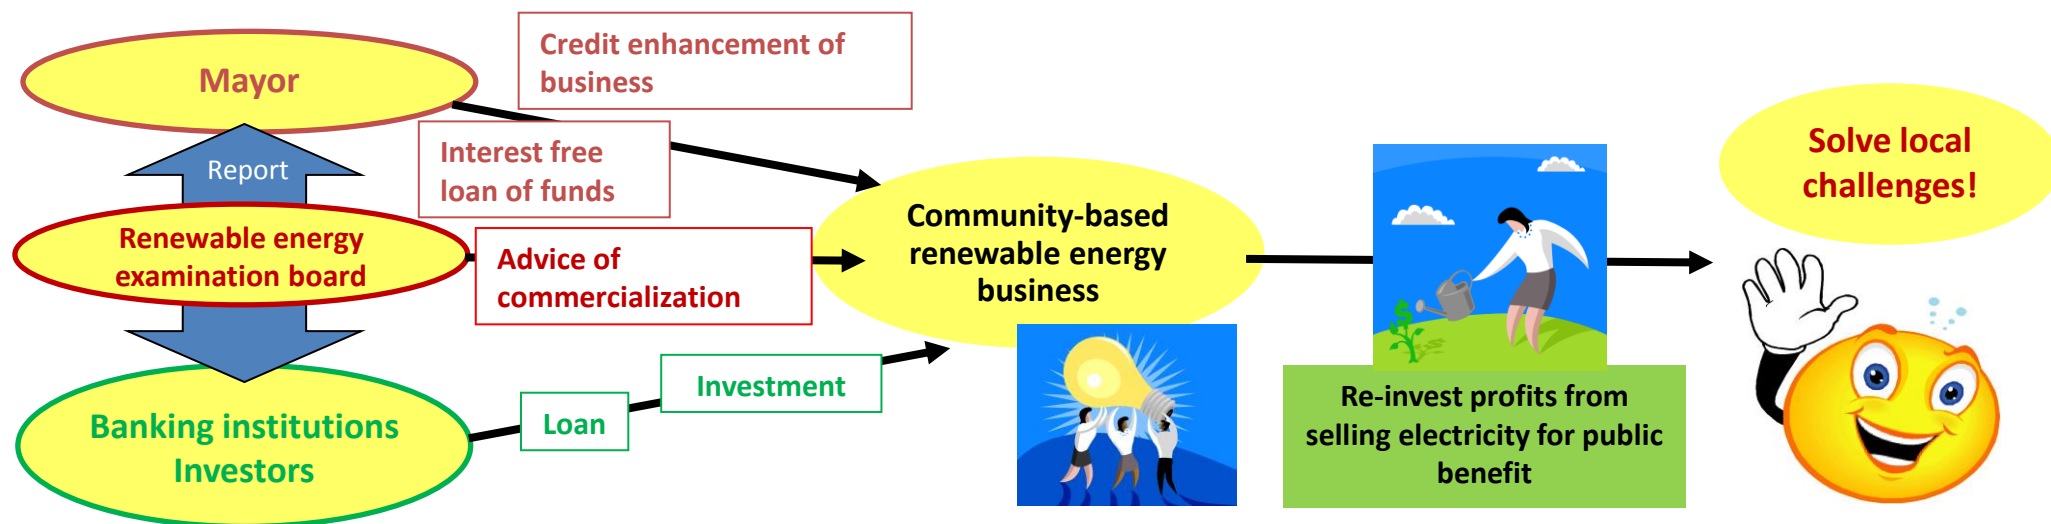 Mayor
Report
Renewable energy
examination board
Banking institutions
Investors
Credit enhancement of
business
Interest free
loan of funds
Advice of
commercialization
Loan
Investment
Community-based
renewable energy
business
$
Re-invest profits from
selling electricity for public
benefit
Solve local
challenges!